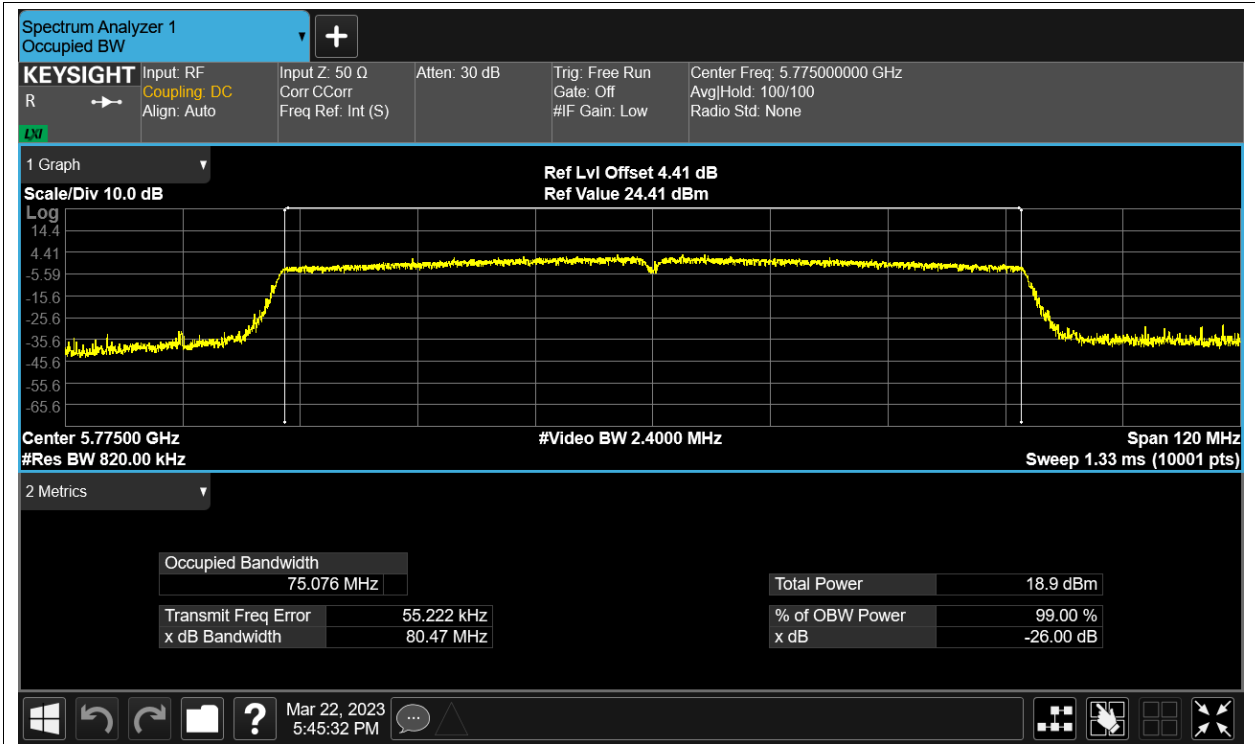 Spectrum Analyzer 1
Occupied BW
KEYSIGHT
R
LXI
Input: RF
Coupling: DC
Align: Auto
Input Z: 50 Ω
Corr CCorr
Freq Ref: Int (S)
Atten: 30 dB
Trig: Free Run
Gate: Off
#IF Gain: Low
Center Freq: 5.775000000 GHz
Avg|Hold: 100/100
Radio Std: None
1 Graph
Scale/Div 10.0 dB
Ref Lvl Offset 4.41 dB
Ref Value 24.41 dBm
Log
14.4
4.41
-5.59
-15.6
-25.6
-35.6
-45.6
-55.6
-65.6
Center 5.77500 GHz
#Video BW 2.4000 MHz
Span 120 MHz
#Res BW 820.00 kHz
Sweep 1.33 ms (10001 pts)
2 Metrics
Occupied Bandwidth
75.076 MHz
Transmit Freq Error 55.222 kHz
x dB Bandwidth 80.47 MHz
Total Power 18.9 dBm
% of OBW Power 99.00 %
x dB -26.00 dB
?
Mar 22, 2023
5:45:32 PM